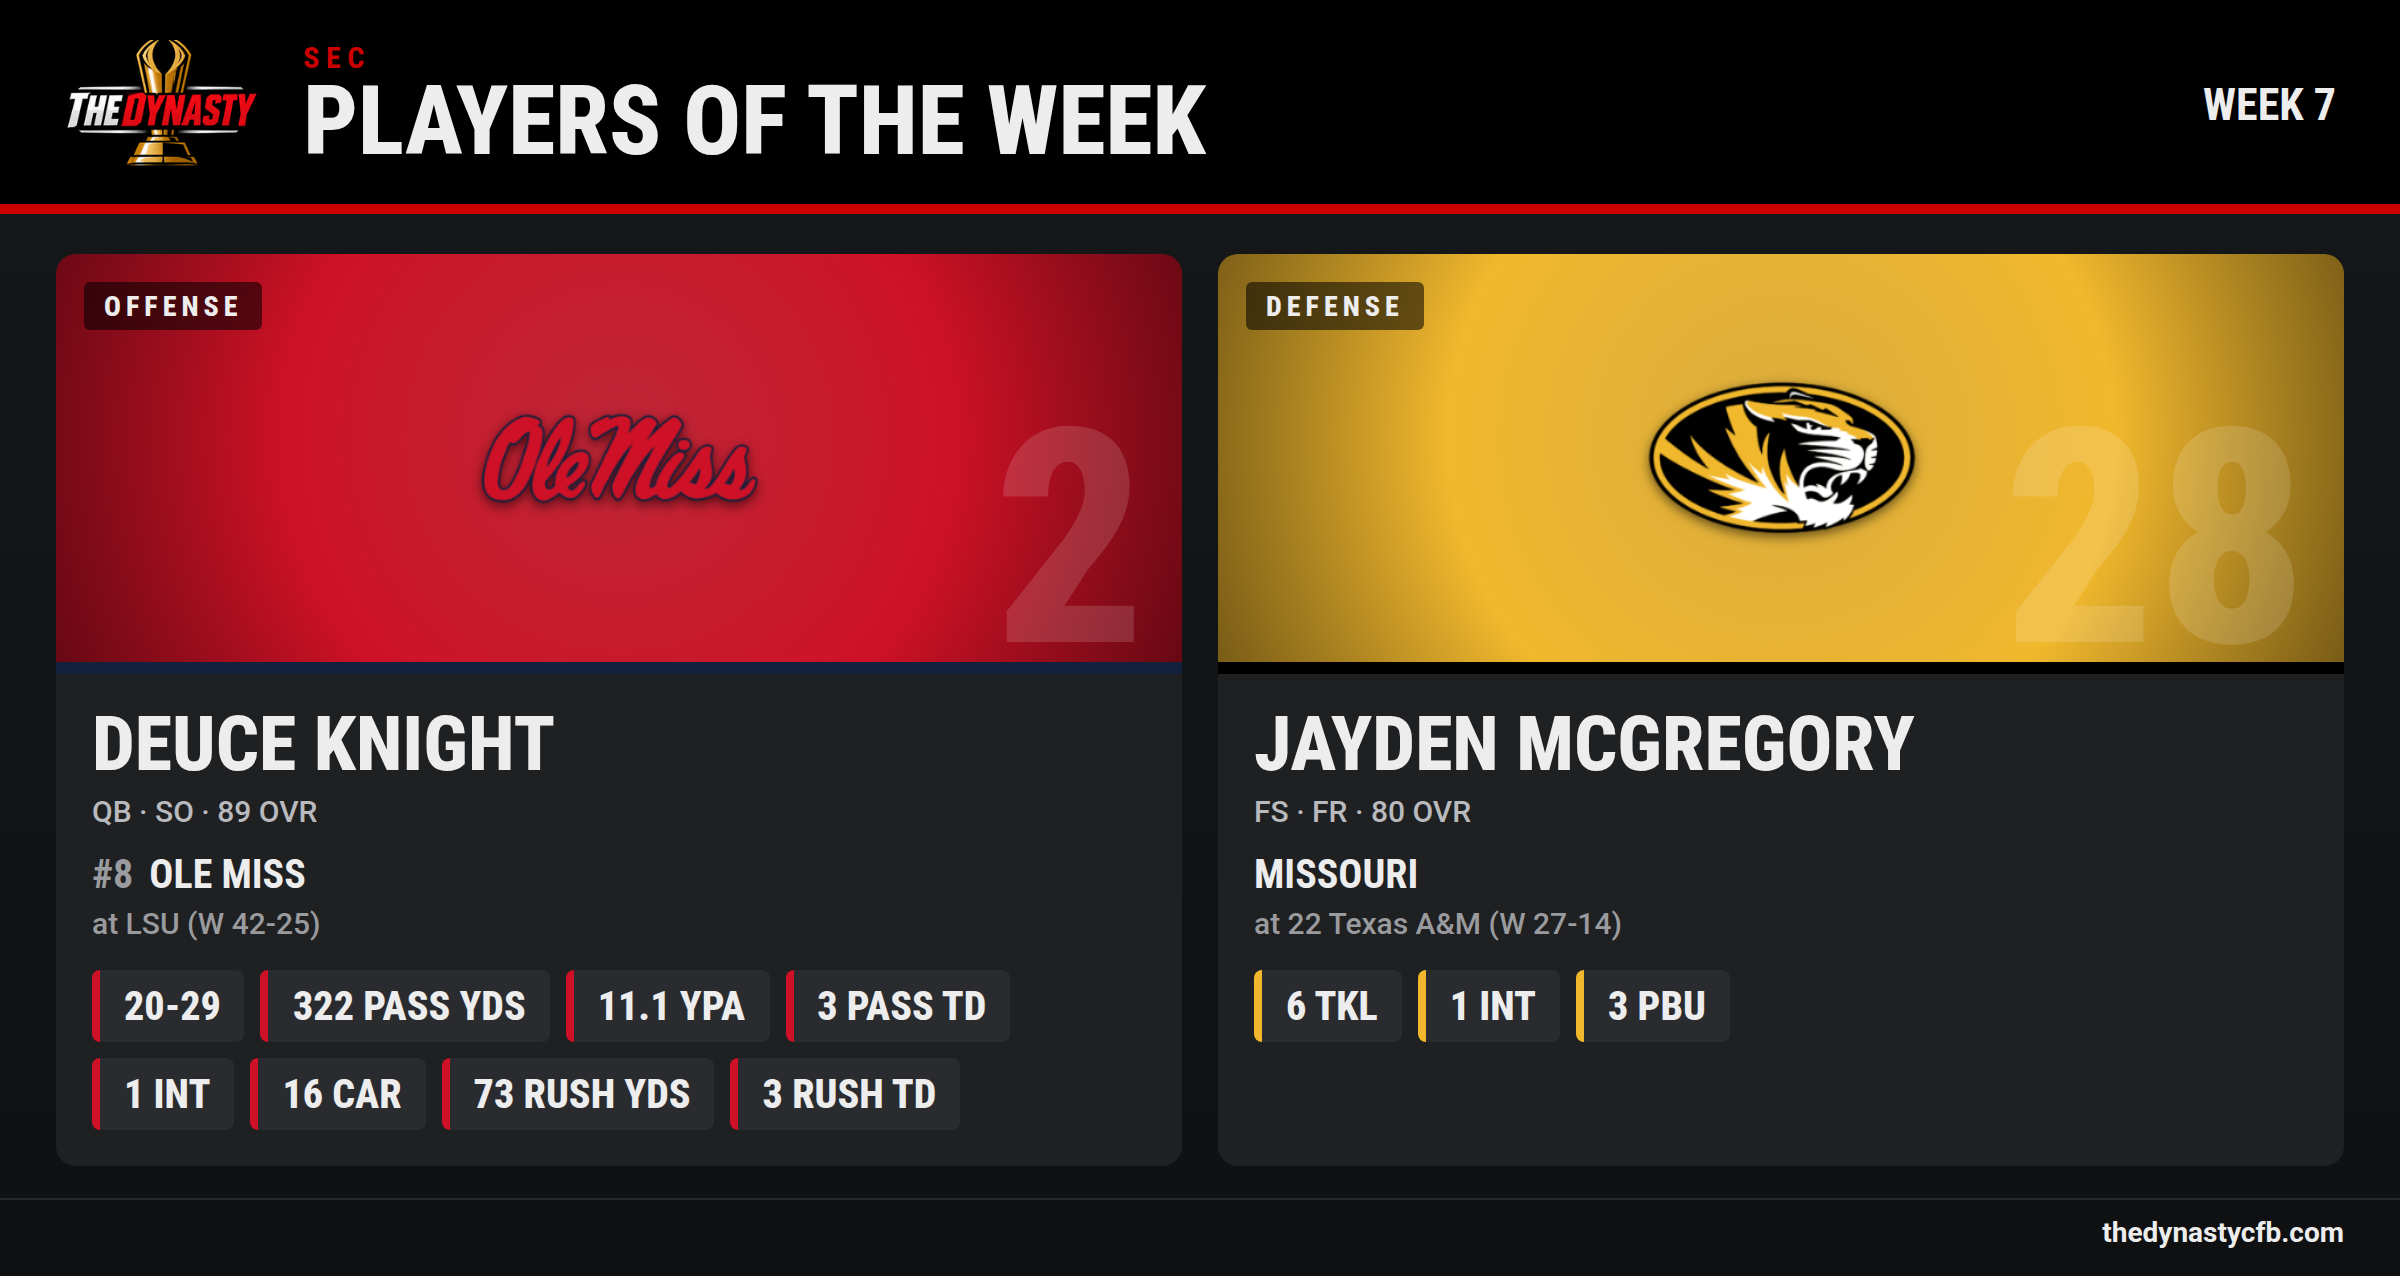 THE DYNASTY
SEC
PLAYERS OF THE WEEK
WEEK 7
OFFENSE
Ole Miss
2
DEUCE KNIGHT
QB · SO · 89 OVR
#8 OLE MISS
at LSU (W 42-25)
20-29
322 PASS YDS
11.1 YPA
3 PASS TD
1 INT
16 CAR
73 RUSH YDS
3 RUSH TD
DEFENSE
28
JAYDEN MCGREGORY
FS · FR · 80 OVR
MISSOURI
at 22 Texas A&M (W 27-14)
6 TKL
1 INT
3 PBU
thedynastycfb.com